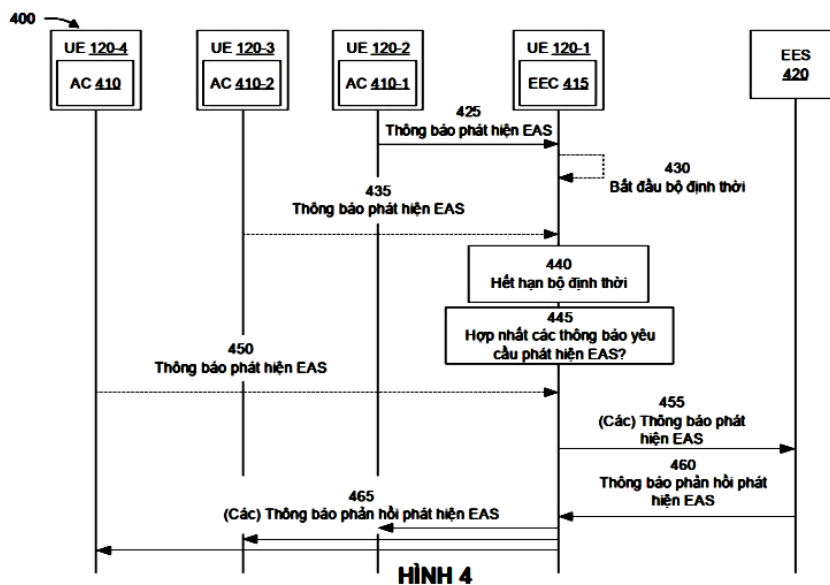 400
UE 120-4
AC 410
UE 120-3
AC 410-2
UE 120-2
AC 410-1
UE 120-1
EEC 415
EES
420
425
Thông báo phát hiện EAS
430
Bắt đầu bộ định thời
435
Thông báo phát hiện EAS
440
Hết hạn bộ định thời
445
Hợp nhất các thông báo yêu
cầu phát hiện EAS?
450
Thông báo phát hiện EAS
455
(Các) Thông báo phát
hiện EAS
460
Thông báo phản hồi phát
hiện EAS
465
(Các) Thông báo phản hồi phát hiện EAS
HÌNH 4